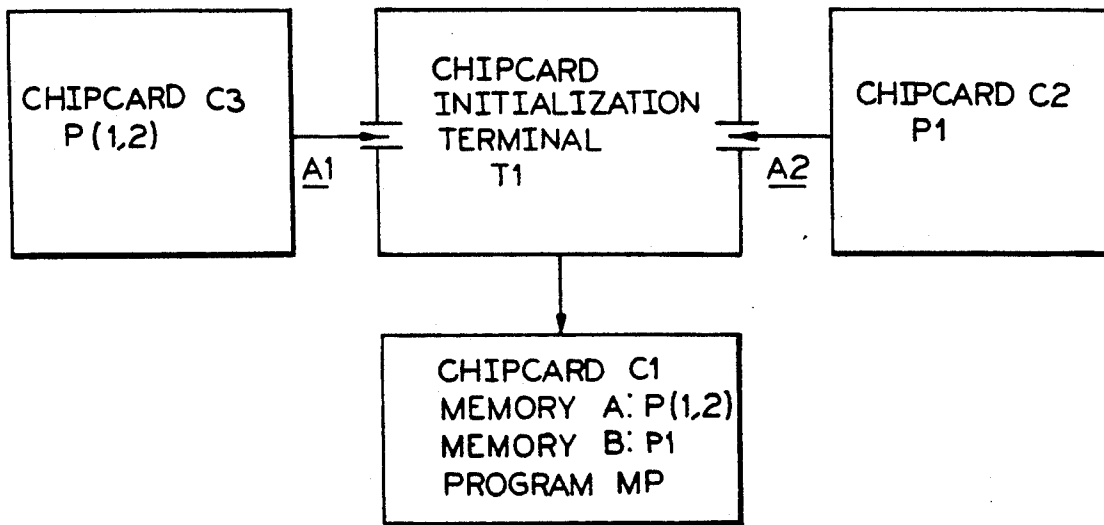 CHIPCARD C3
P(1,2)
A1
CHIPCARD
INITIALIZATION
TERMINAL
T1
A2
CHIPCARD C2
P1
CHIPCARD C1
MEMORY A: P(1,2)
MEMORY B: P1
PROGRAM MP